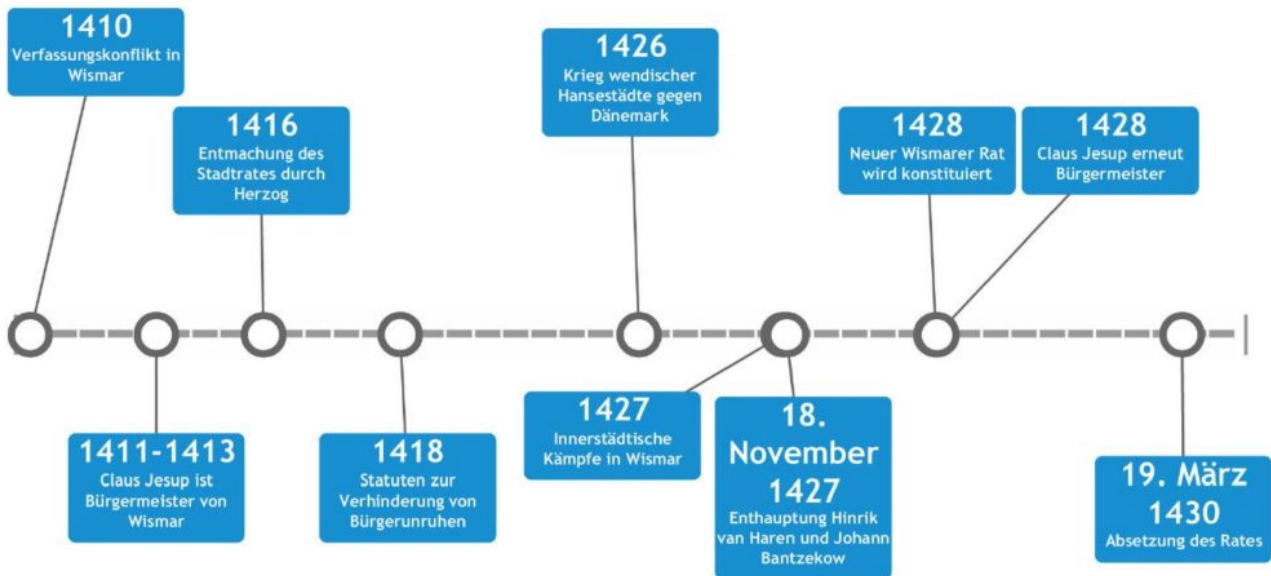 1410
Verfassungskonflikt in
Wismar
1411-1413
Claus Jesup ist
Bürgermeister von
Wismar
1416
Entmachung des
Stadtrates durch
Herzog
1418
Statuten zur
Verhinderung von
Bürgerunruhen
1426
Krieg wendischer
Hansestädte gegen
Dänemark
1427
Innerstädtische
Kämpfe in Wismar
18.
November
1427
Enthauptung Hinrik
van Haren und Johann
Bantzekow
1428
Neuer Wismarer Rat
wird konstituiert
1428
Claus Jesup erneut
Bürgermeister
19. März
1430
Absetzung des Rates